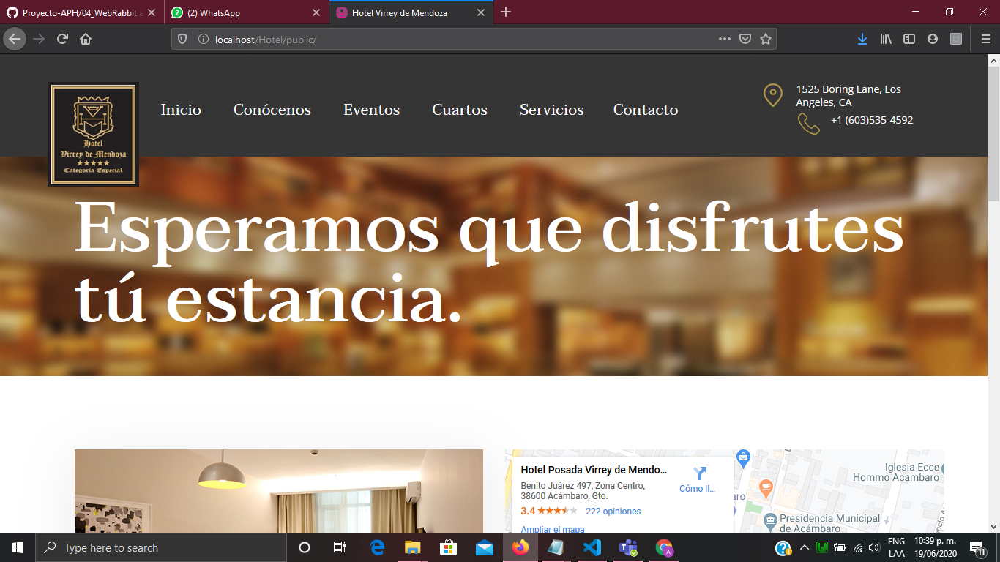 Proyecto-APH/04_WebRabbit a
(2) WhatsApp
Hotel Virrey de Mendoza
localhost/Hotel/public/
Hotel
Virrey de Mendoza
Categoría Especial
Inicio
Conócenos
Eventos
Cuartos
Servicios
Contacto
1525 Boring Lane, Los
Angeles, CA
+1 (603)535-4592
Esperamos que disfrutes
tú estancia.
Hotel Posada Virrey de Mendo...
Benito Juárez 497, Zona Centro,
38600 Acámbaro, Gto.
3.4
222 opiniones
Ampliar el mapa
Cómo ll...
Iglesia Ecce
Hommo Acambaro
Presidencia Municipal
de Acámbaro
Type here to search
ENG
LAA
10:39 p. m.
19/06/2020
11